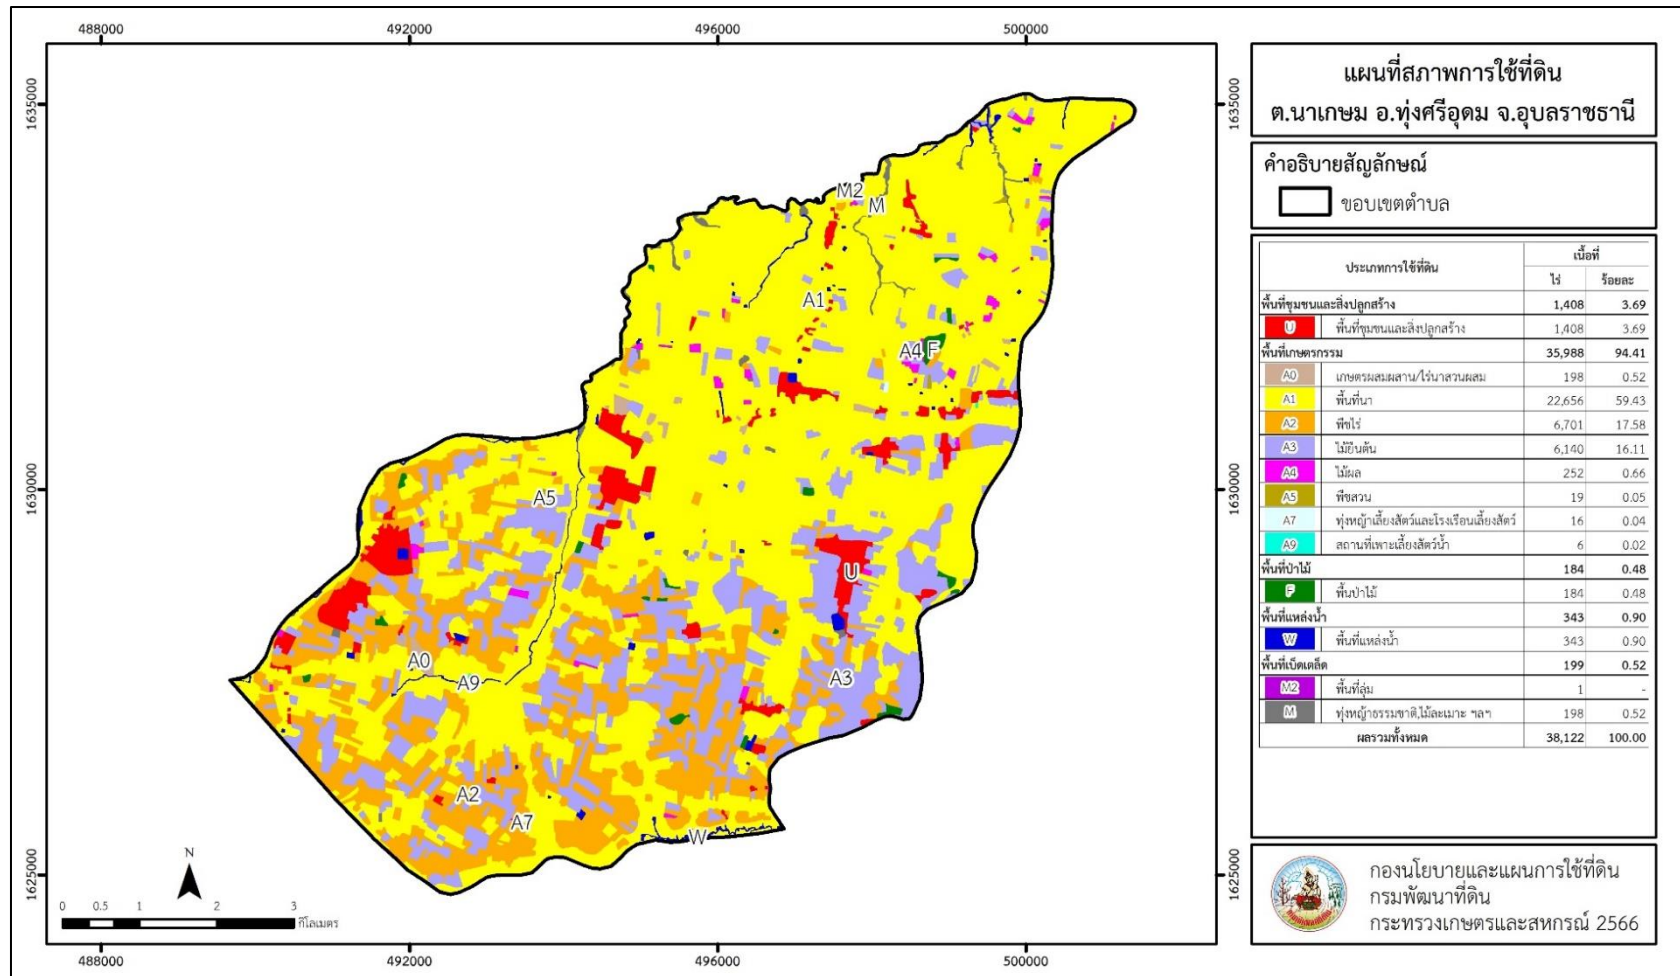 488000 492000 496000 500000
1635000 1635000
1630000 1630000
1625000 1625000
M2
M
A1
A4 F
A5
U
A0
A9
A3
A2
A7
W
N
0 0.5 1 2 3
กิโลเมตร
488000 492000 496000 500000
แผนที่สภาพการใช้ที่ดิน
ต.นาเกษม อ.ทุ่งศรีอุดม จ.อุบลราชธานี
คำอธิบายสัญลักษณ์
ขอบเขตตำบล
ประเภทการใช้ที่ดิน เนื้อที่
ไร่ ร้อยละ
พื้นที่ชุมชนและสิ่งปลูกสร้าง 1,408 3.69
U พื้นที่ชุมชนและสิ่งปลูกสร้าง 1,408 3.69
พื้นที่เกษตรกรรม 35,988 94.41
A0 เกษตรผสมผสาน/ไร่นาสวนผสม 198 0.52
A1 พื้นที่นา 22,656 59.43
A2 พืชไร่ 6,701 17.58
A3 ไม้ยืนต้น 6,140 16.11
A4 ไม้ผล 252 0.66
A5 พืชสวน 19 0.05
A7 ทุ่งหญ้าเลี้ยงสัตว์และโรงเรือนเลี้ยงสัตว์ 16 0.04
A9 สถานที่เพาะเลี้ยงสัตว์น้ำ 6 0.02
พื้นที่ป่าไม้ 184 0.48
F พื้นป่าไม้ 184 0.48
พื้นที่แหล่งน้ำ 343 0.90
W พื้นที่แหล่งน้ำ 343 0.90
พื้นที่เบ็ดเตล็ด 199 0.52
M2 พื้นที่ลุ่ม 1 -
M ทุ่งหญ้าธรรมชาติ,ไม้ละเมาะ ฯลฯ 198 0.52
ผลรวมทั้งหมด 38,122 100.00
กองนโยบายและแผนการใช้ที่ดิน
กรมพัฒนาที่ดิน
กระทรวงเกษตรและสหกรณ์ 2566